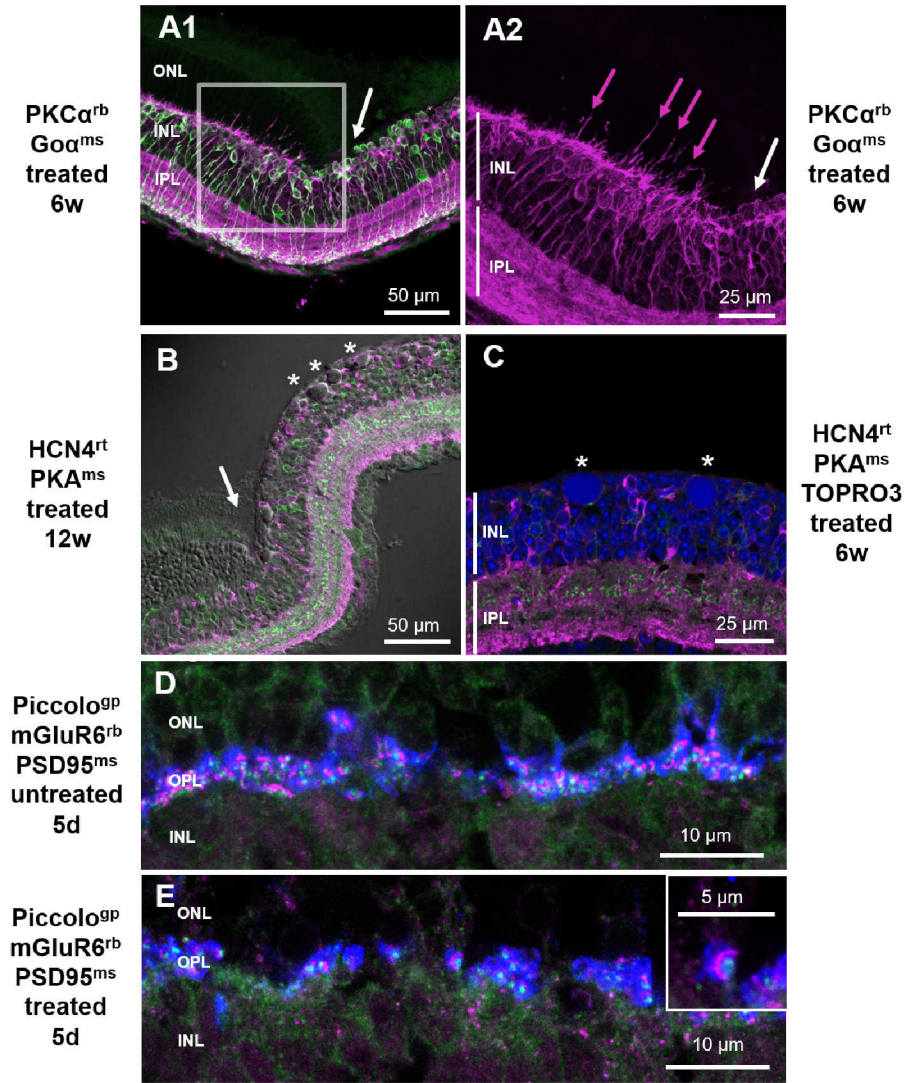 A1
ONL
INL
IPL
50 µm
PKCα^rb
Goα^ms
treated
6w
A2
INL
IPL
25 µm
PKCα^rb
Goα^ms
treated
6w
B
* * *
50 µm
HCN4^rt
PKA^ms
treated
12w
C
* *
INL
IPL
25 µm
HCN4^rt
PKA^ms
TOPRO3
treated
6w
D
ONL
OPL
INL
10 µm
Piccolo^gp
mGluR6^rb
PSD95^ms
untreated
5d
E
ONL
OPL
INL
5 µm
10 µm
Piccolo^gp
mGluR6^rb
PSD95^ms
treated
5d